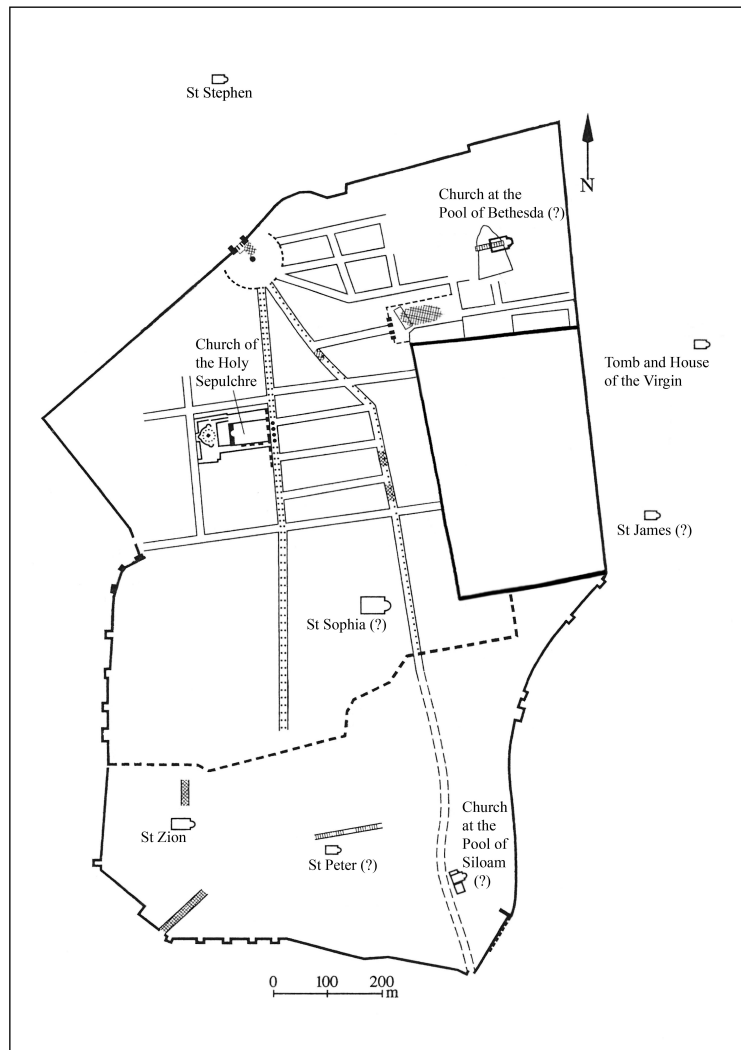 St Stephen
N
Church at the
Pool of Bethesda (?)
Church of
the Holy
Sepulchre
Tomb and House
of the Virgin
St James (?)
St Sophia (?)
Church
at the
Pool of
Siloam
(?)
St Zion
St Peter (?)
0 100 200
m